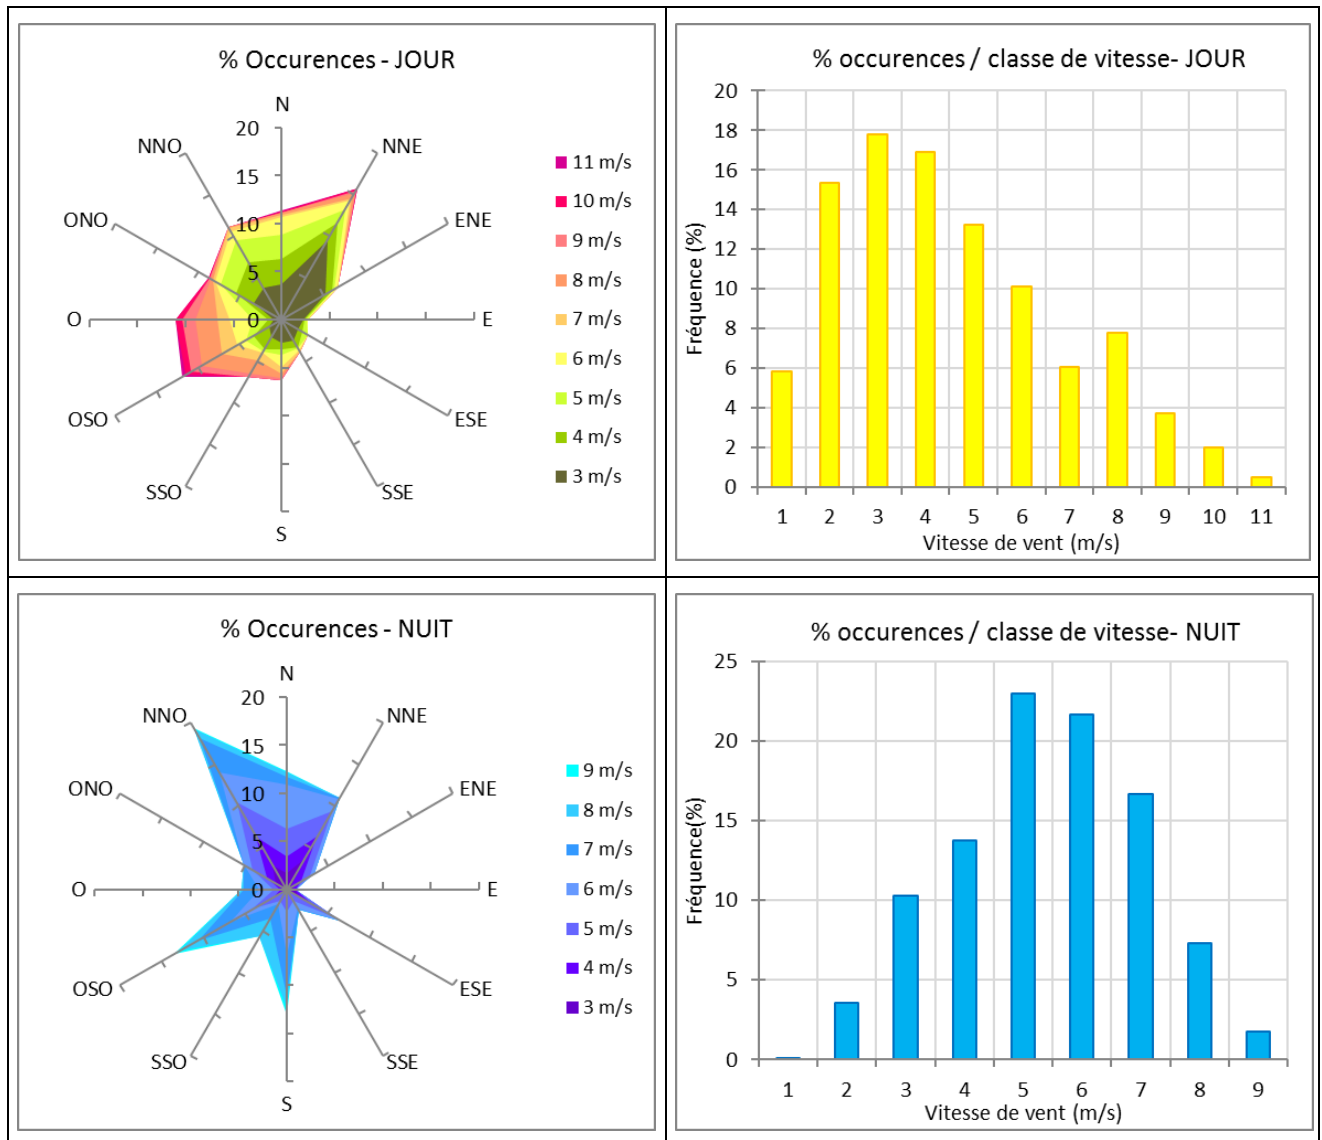 % Occurences - JOUR
N
NNE
ENE
E
ESE
SSE
S
SSO
OSO
O
ONO
NNO
20
15
10
5
0
11 m/s
10 m/s
9 m/s
8 m/s
7 m/s
6 m/s
5 m/s
4 m/s
3 m/s
% occurences / classe de vitesse- JOUR
Fréquence (%)
20
18
16
14
12
10
8
6
4
2
0
1 2 3 4 5 6 7 8 9 10 11
Vitesse de vent (m/s)
% Occurences - NUIT
N
NNE
ENE
E
ESE
SSE
S
SSO
OSO
O
ONO
NNO
20
15
10
5
0
9 m/s
8 m/s
7 m/s
6 m/s
5 m/s
4 m/s
3 m/s
% occurences / classe de vitesse- NUIT
Fréquence(%)
25
20
15
10
5
0
1 2 3 4 5 6 7 8 9
Vitesse de vent (m/s)